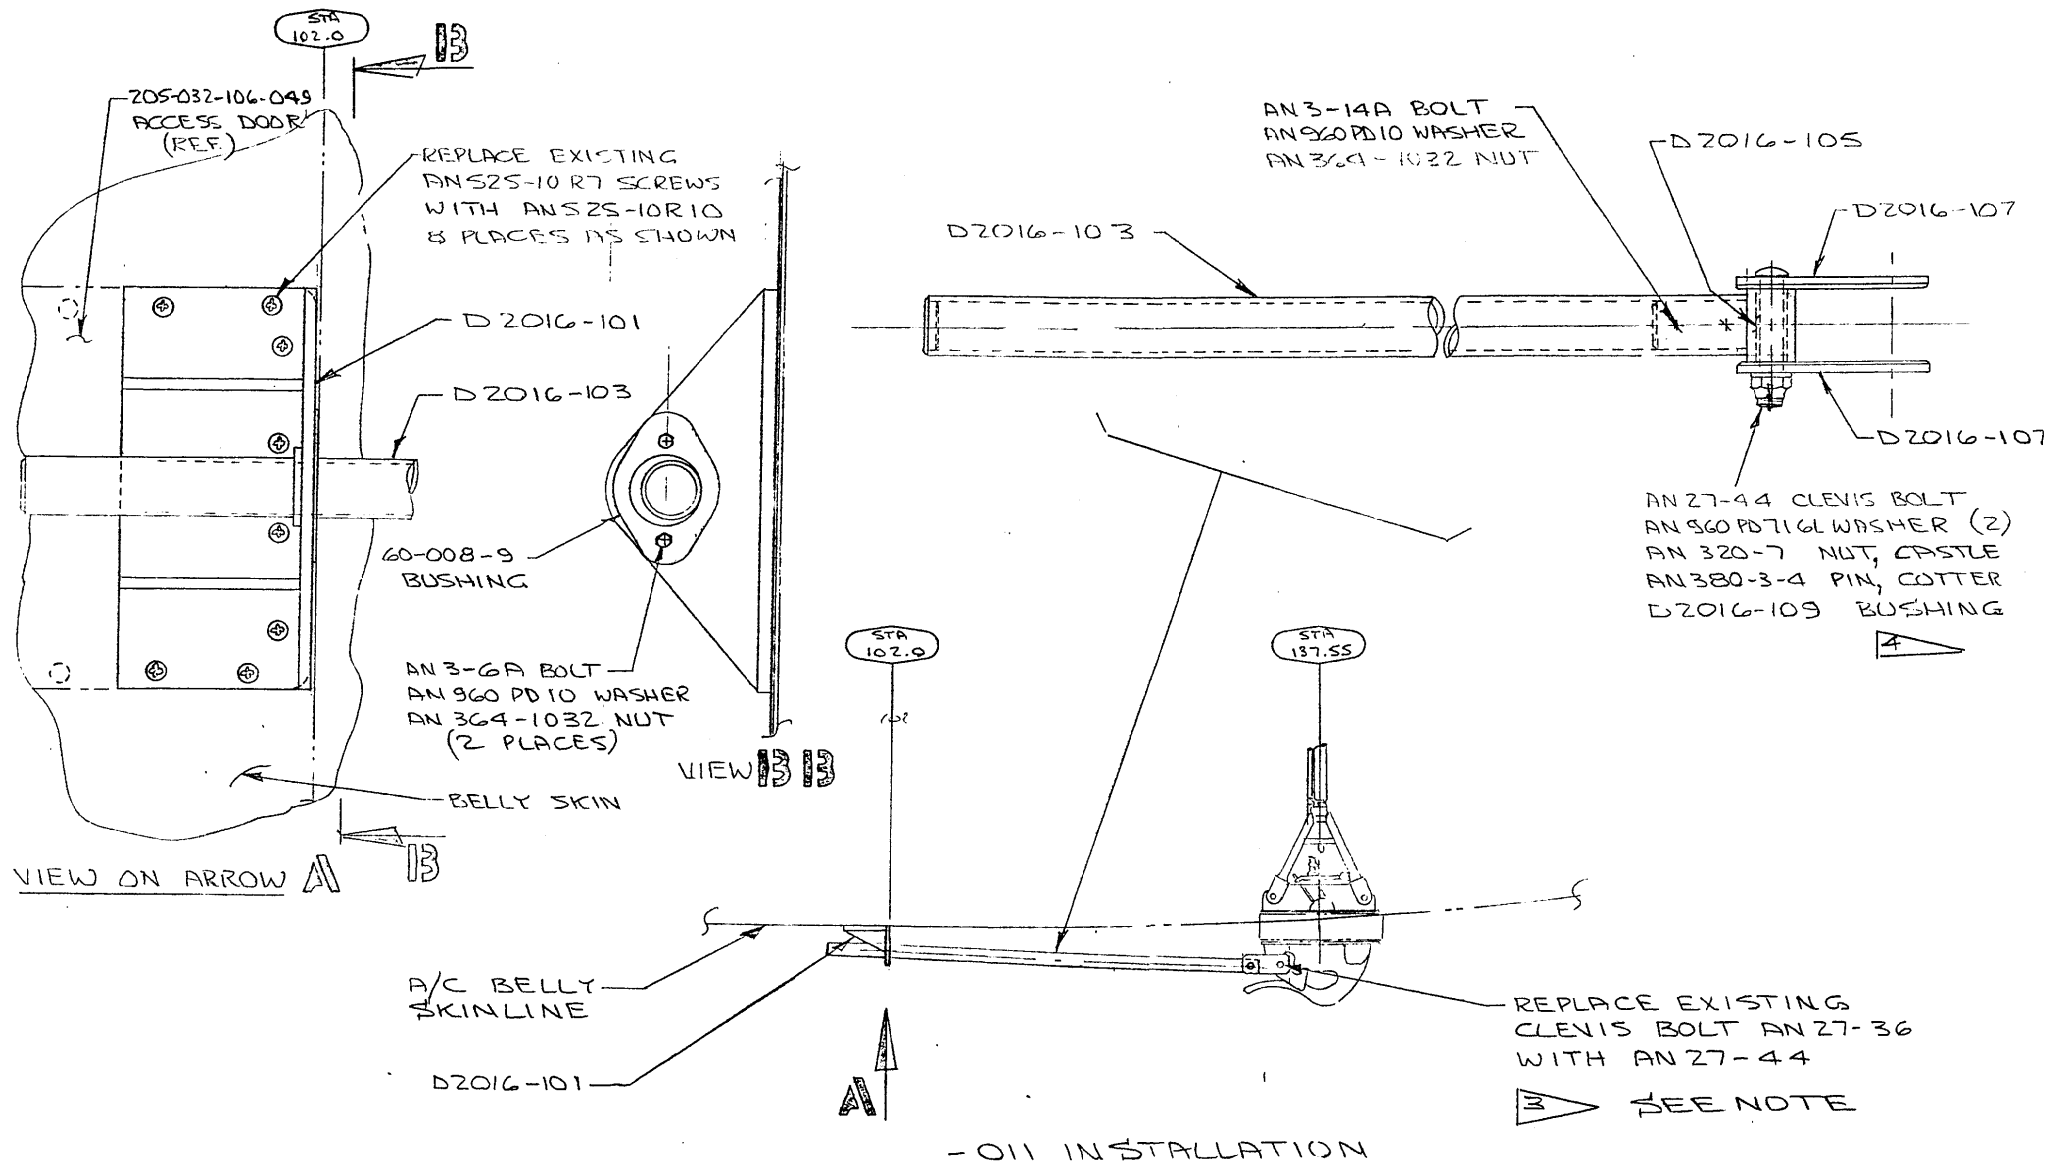 STA
102.0
B
205-032-106-049
ACCESS DOOR
(REF.)
REPLACE EXISTING
AN525-10R7 SCREWS
WITH AN525-10R10
8 PLACES AS SHOWN
D2016-101
D2016-103
60-008-9
BUSHING
AN3-6A BOLT
AN960PD10 WASHER
AN364-1032 NUT
(2 PLACES)
BELLY SKIN
B
VIEW ON ARROW A
VIEW B B
AN3-14A BOLT
AN960PD10 WASHER
AN364-1032 NUT
D2016-105
D2016-107
D2016-103
D2016-107
AN27-44 CLEVIS BOLT
AN960PD716L WASHER (2)
AN320-7 NUT, CASTLE
AN380-3-4 PIN, COTTER
D2016-109 BUSHING
4
STA
102.0
STA
137.55
A/C BELLY
SKINLINE
D2016-101
A
REPLACE EXISTING
CLEVIS BOLT AN27-36
WITH AN27-44
3 SEE NOTE
-011 INSTALLATION